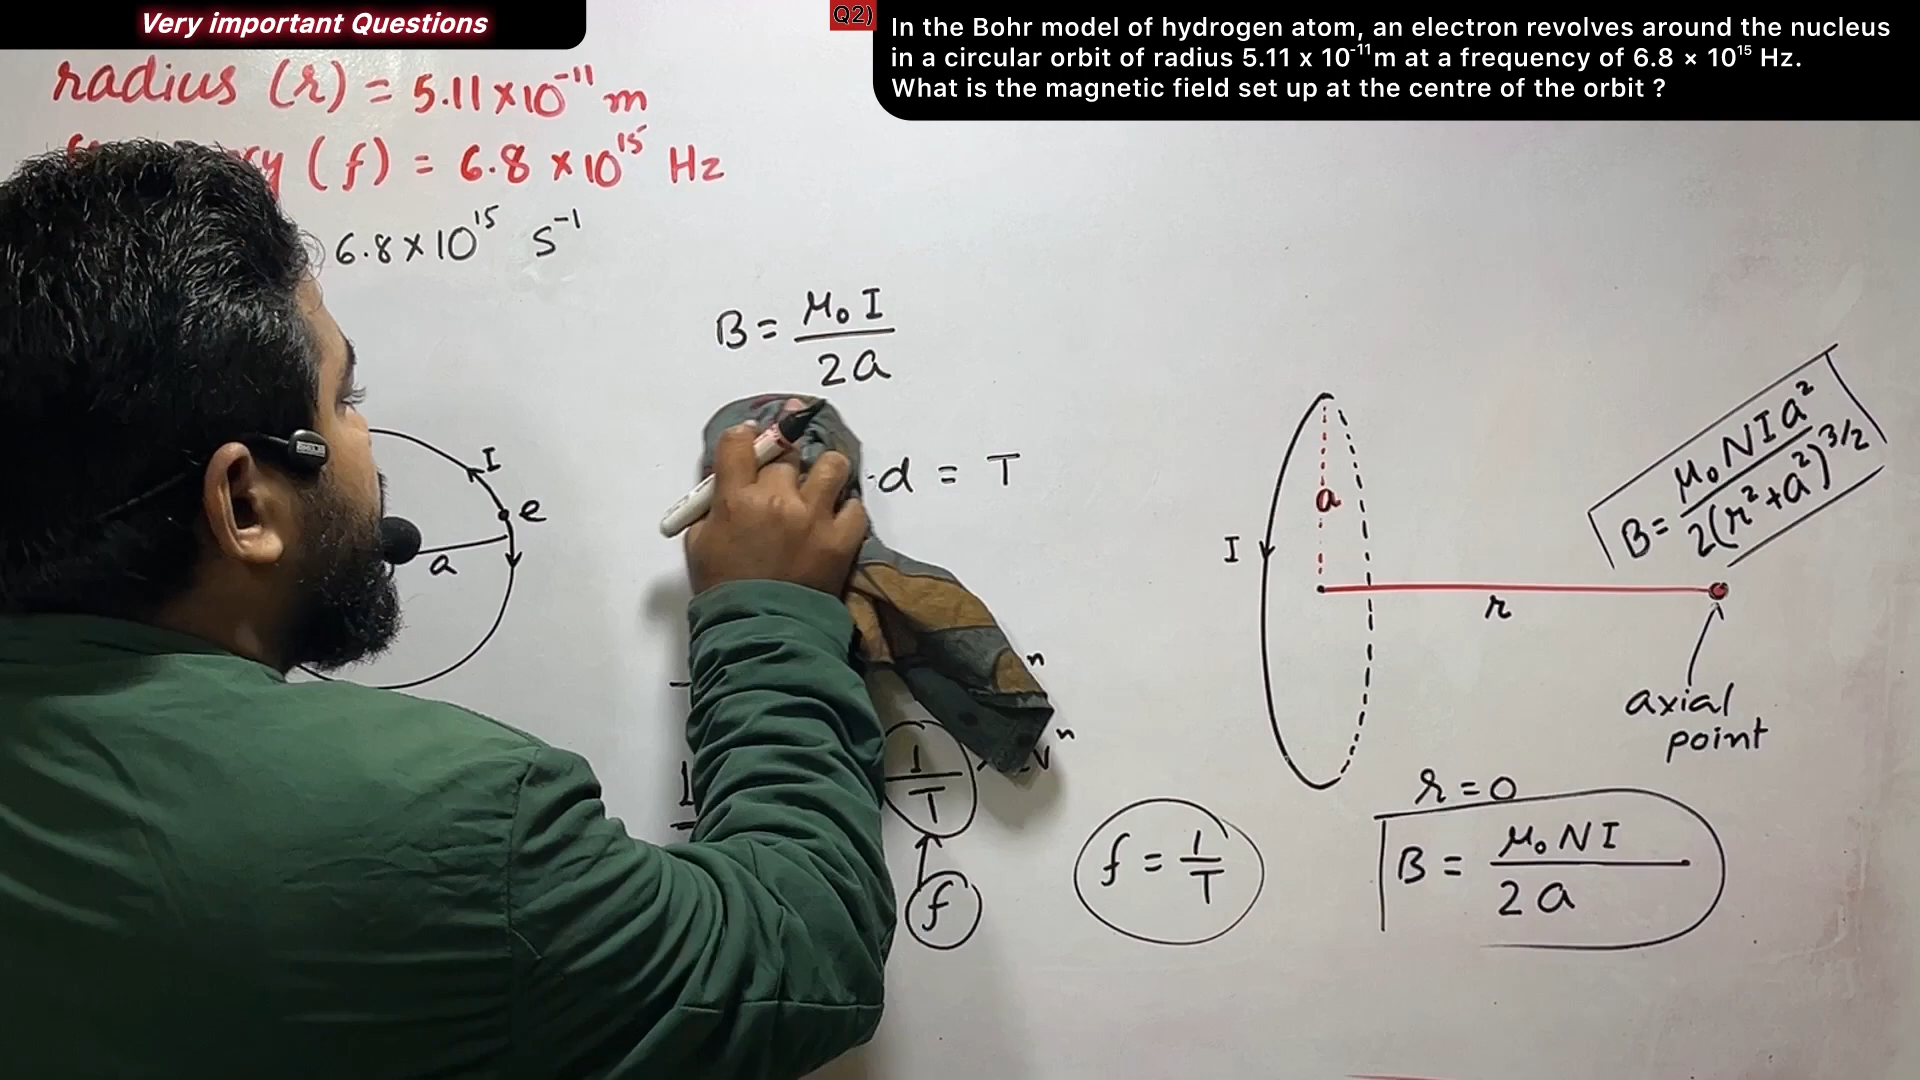 Very important Questions
Q2)
In the Bohr model of hydrogen atom, an electron revolves around the nucleus
in a circular orbit of radius 5.11 x 10⁻¹¹m at a frequency of 6.8 × 10¹⁵ Hz.
What is the magnetic field set up at the centre of the orbit ?
radius (r) = 5.11×10⁻¹¹ m
(f) = 6.8 ×10¹⁵ Hz
6.8×10¹⁵ S⁻¹
B = μ₀ I / 2a
I
e
a
d = T
n
1/T
n
f
f = 1/T
I
a
r
B = μ₀NIa² / 2(r²+a²)^3/2
axial
point
r = 0
B = μ₀ N I / 2a